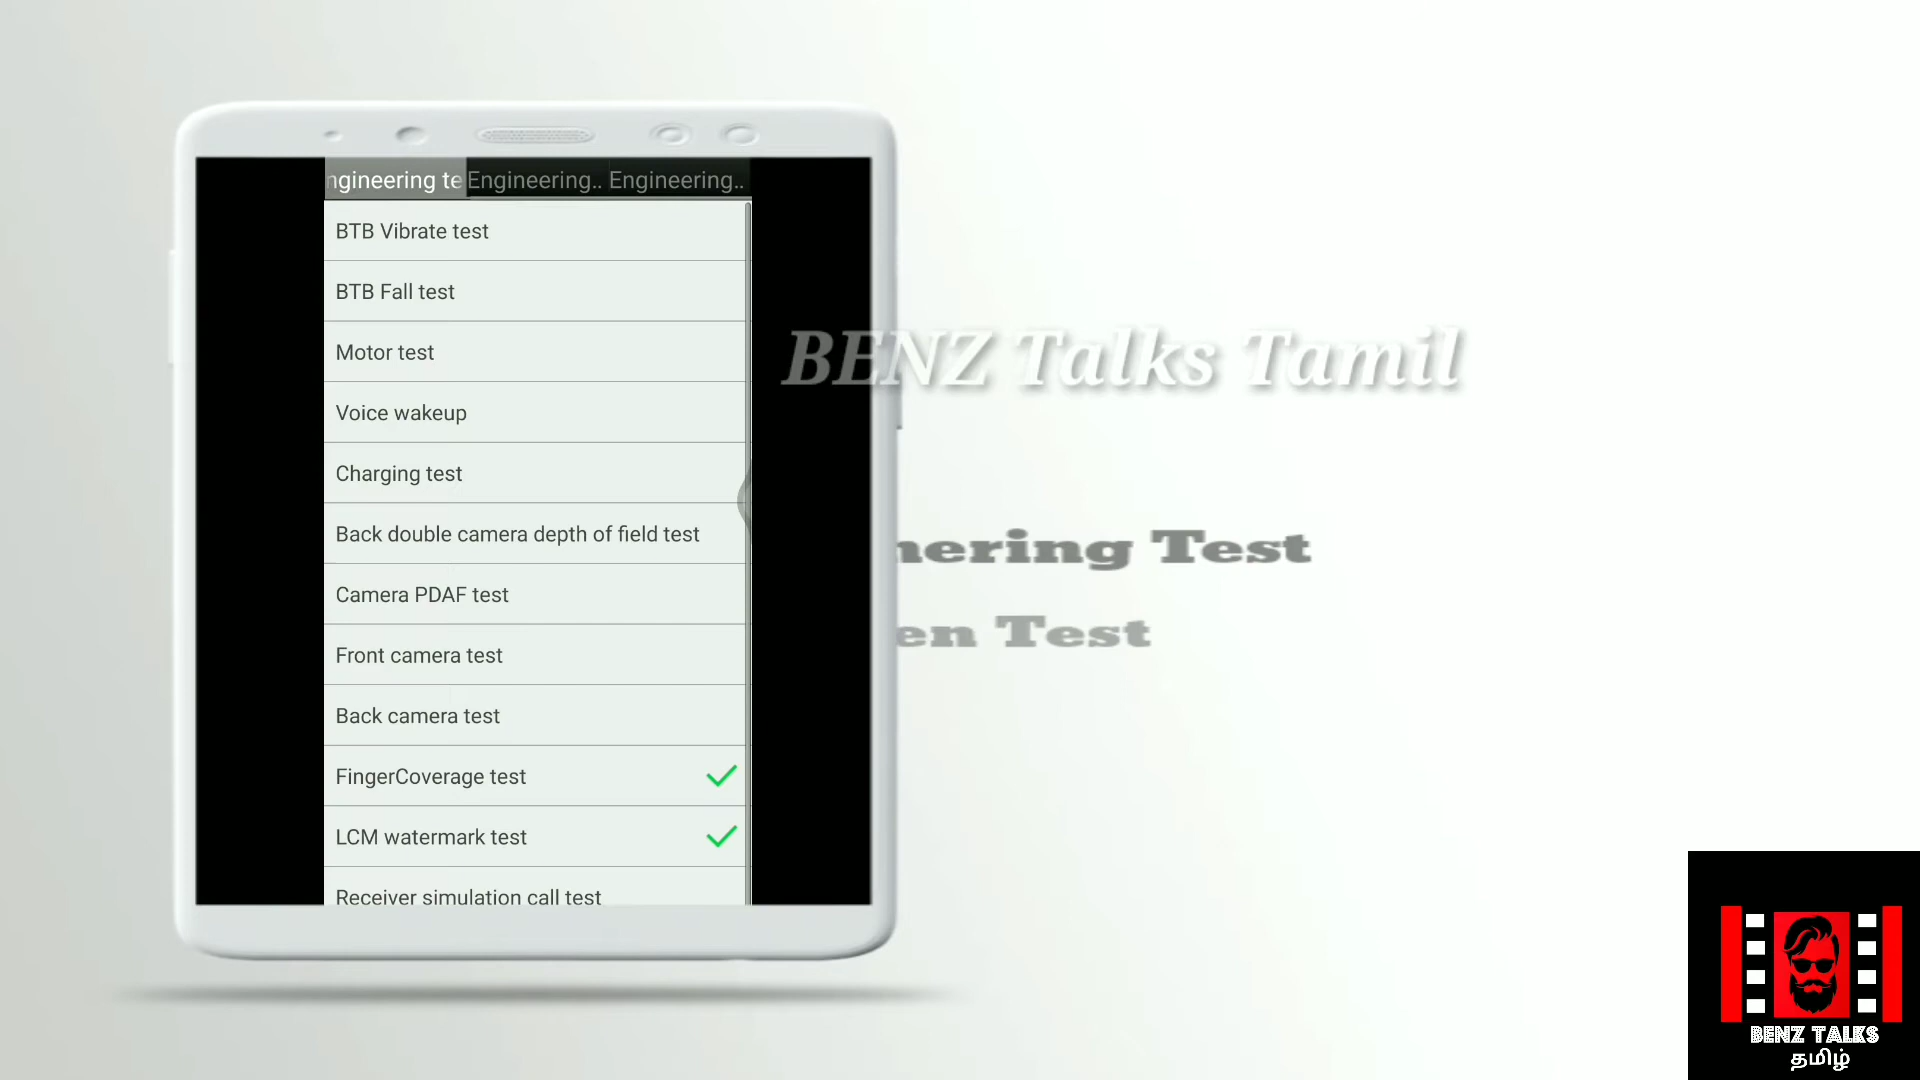 ngineering te Engineering.. Engineering..
BTB Vibrate test
BTB Fall test
Motor test
Voice wakeup
Charging test
Back double camera depth of field test
Camera PDAF test
Front camera test
Back camera test
FingerCoverage test
LCM watermark test
Receiver simulation call test
BENZ Talks Tamil
nering Test
en Test
BENZ TALKS
தமிழ்